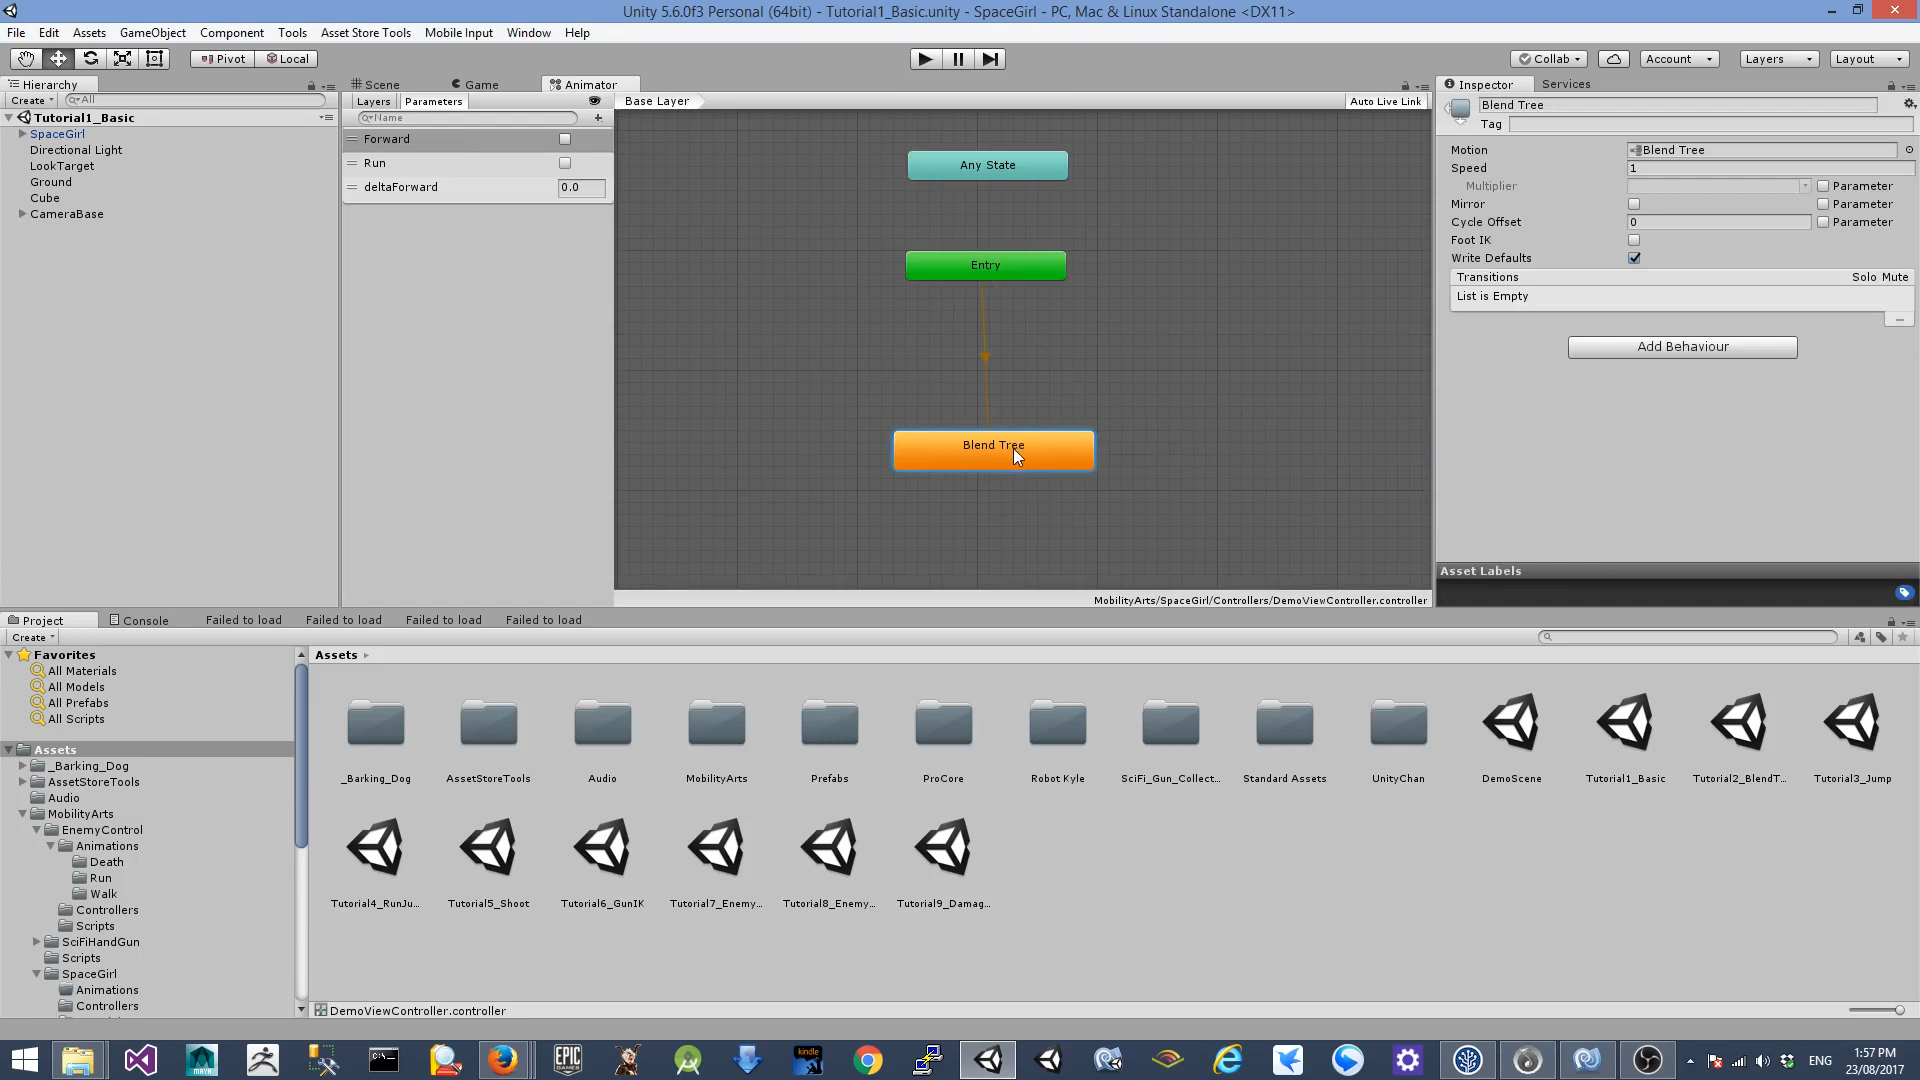 Unity 5.6.0f3 Personal (64bit) - Tutorial1_Basic.unity - SpaceGirl - PC, Mac & Linux Standalone <DX11>
File Edit Assets GameObject Component Tools Asset Store Tools Mobile Input Window Help
Pivot Local Collab Account Layers Layout
Hierarchy
Create All
Tutorial1_Basic
SpaceGirl
Directional Light
LookTarget
Ground
Cube
CameraBase
Scene Game Animator
Layers Parameters
Name
Forward
Run
deltaForward 0.0
Base Layer Auto Live Link
Any State
Entry
Blend Tree
MobilityArts/SpaceGirl/Controllers/DemoViewController.controller
Inspector Services
Blend Tree
Tag
Motion Blend Tree
Speed 1
Multiplier Parameter
Mirror Parameter
Cycle Offset 0 Parameter
Foot IK
Write Defaults
Transitions Solo Mute
List is Empty
Add Behaviour
Asset Labels
Project Console Failed to load Failed to load Failed to load Failed to load
Create
Favorites
All Materials
All Models
All Prefabs
All Scripts
Assets
_Barking_Dog
AssetStoreTools
Audio
MobilityArts
EnemyControl
Animations
Death
Run
Walk
Controllers
Scripts
SciFiHandGun
Scripts
SpaceGirl
Animations
Controllers
Assets
_Barking_Dog AssetStoreTools Audio MobilityArts Prefabs ProCore Robot Kyle SciFi_Gun_Collect... Standard Assets UnityChan DemoScene Tutorial1_Basic Tutorial2_BlendT... Tutorial3_Jump
Tutorial4_RunJu... Tutorial5_Shoot Tutorial6_GunIK Tutorial7_Enemy... Tutorial8_Enemy... Tutorial9_Damag...
DemoViewController.controller
MAYA
EPIC GAMES
kindle
ENG
1:57 PM
23/08/2017